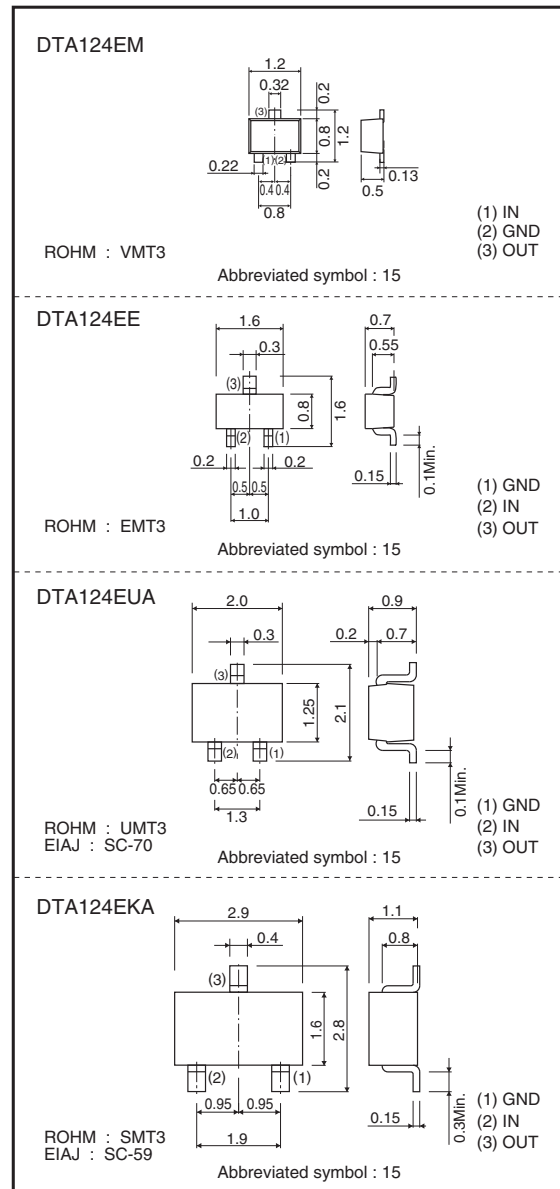 DTA124EM
1.2
0.32
0.2
(3)
0.8
1.2
(1) (2)
0.22
0.4 0.4
0.2
0.13
0.5
0.8
(1) IN
(2) GND
(3) OUT
ROHM : VMT3
Abbreviated symbol : 15
DTA124EE
1.6
0.7
0.3
0.55
(3)
0.8
1.6
(2)
(1)
0.2
0.2
0.15
0.1Min.
0.5 0.5
1.0
(1) GND
(2) IN
(3) OUT
ROHM : EMT3
Abbreviated symbol : 15
DTA124EUA
2.0
0.9
0.3
0.2
0.7
(3)
1.25
2.1
(2)
(1)
0.65 0.65
0.15
0.1Min.
1.3
(1) GND
(2) IN
(3) OUT
ROHM : UMT3
EIAJ : SC-70
Abbreviated symbol : 15
DTA124EKA
2.9
1.1
0.4
0.8
(3)
1.6
2.8
(2)
(1)
0.95 0.95
0.15
0.3Min.
1.9
(1) GND
(2) IN
(3) OUT
ROHM : SMT3
EIAJ : SC-59
Abbreviated symbol : 15